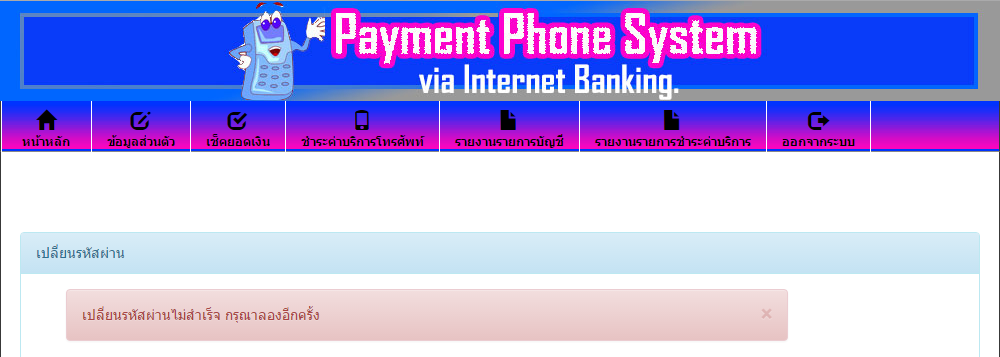 Payment Phone System
via Internet Banking.
หน้าหลัก ข้อมูลส่วนตัว เช็คยอดเงิน ชำระค่าบริการโทรศัพท์ รายงานรายการบัญชี รายงานรายการชำระค่าบริการ ออกจากระบบ
เปลี่ยนรหัสผ่าน
เปลี่ยนรหัสผ่านไม่สำเร็จ กรุณาลองอีกครั้ง ×